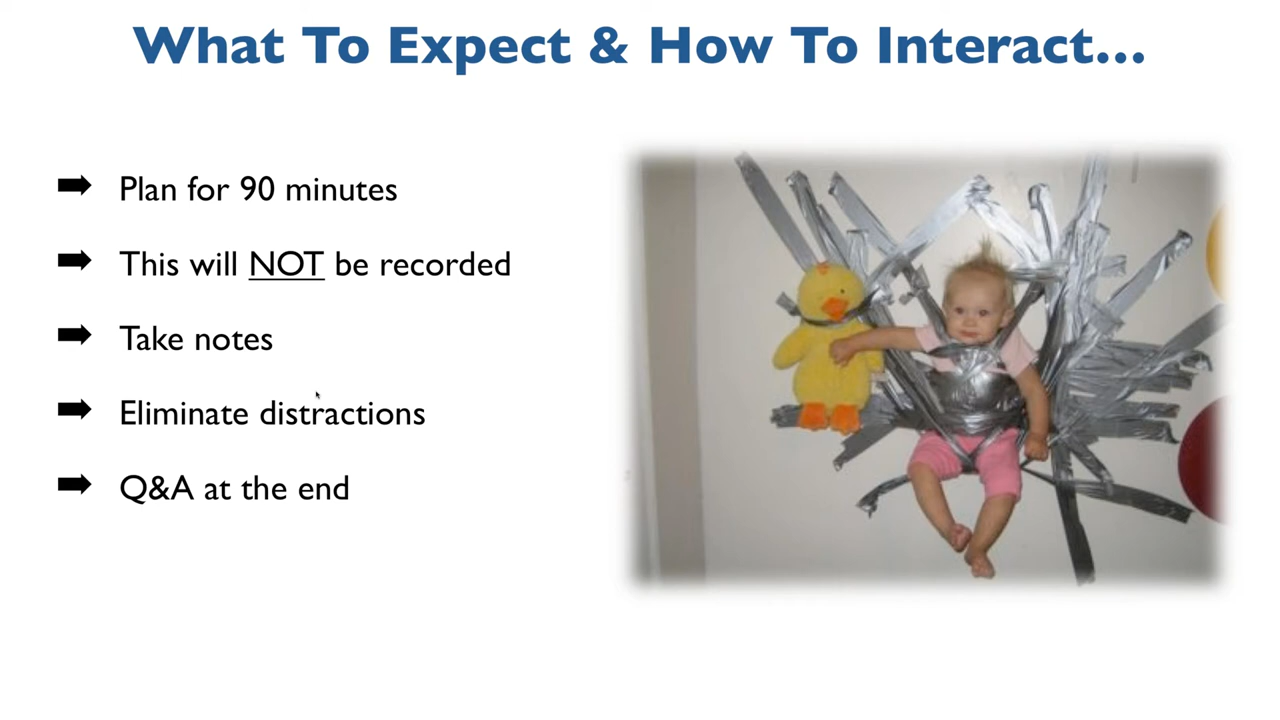 What To Expect & How To Interact...
Plan for 90 minutes
This will NOT be recorded
Take notes
Eliminate distractions
Q&A at the end